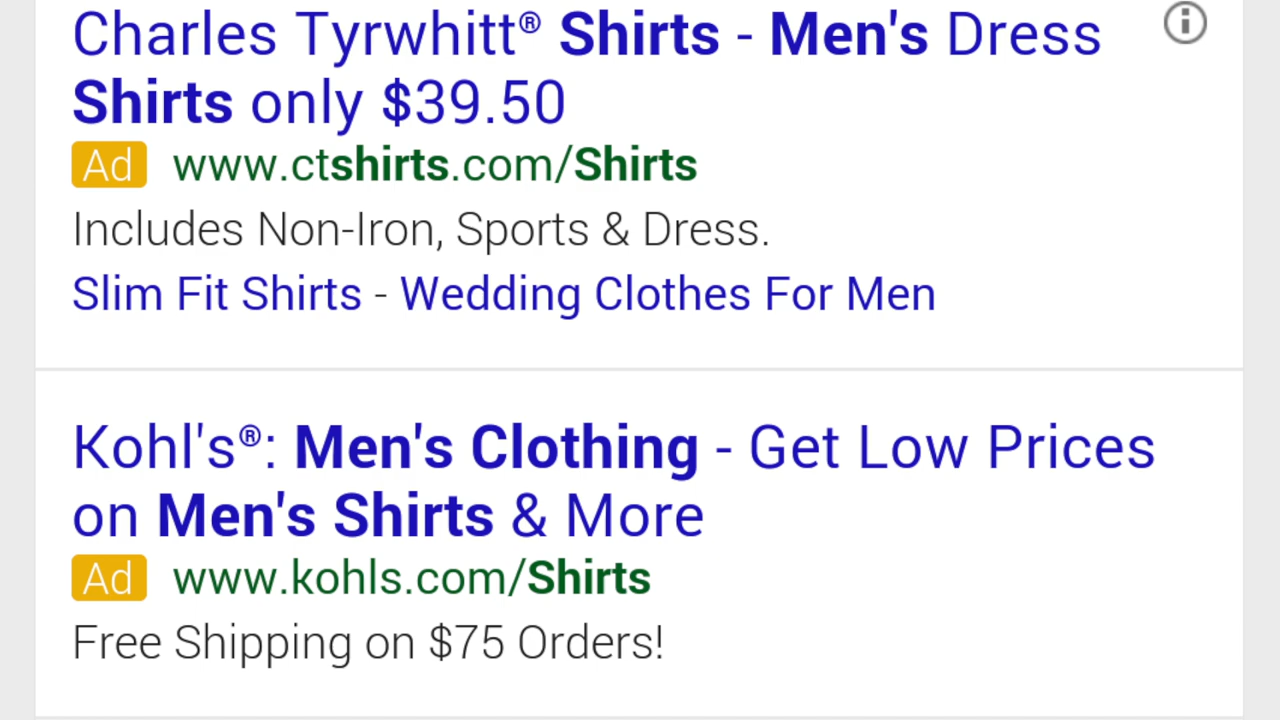 Charles Tyrwhitt® Shirts - Men's Dress
Shirts only $39.50
Ad www.ctshirts.com/Shirts
Includes Non-Iron, Sports & Dress.
Slim Fit Shirts - Wedding Clothes For Men
Kohl's®: Men's Clothing - Get Low Prices
on Men's Shirts & More
Ad www.kohls.com/Shirts
Free Shipping on $75 Orders!